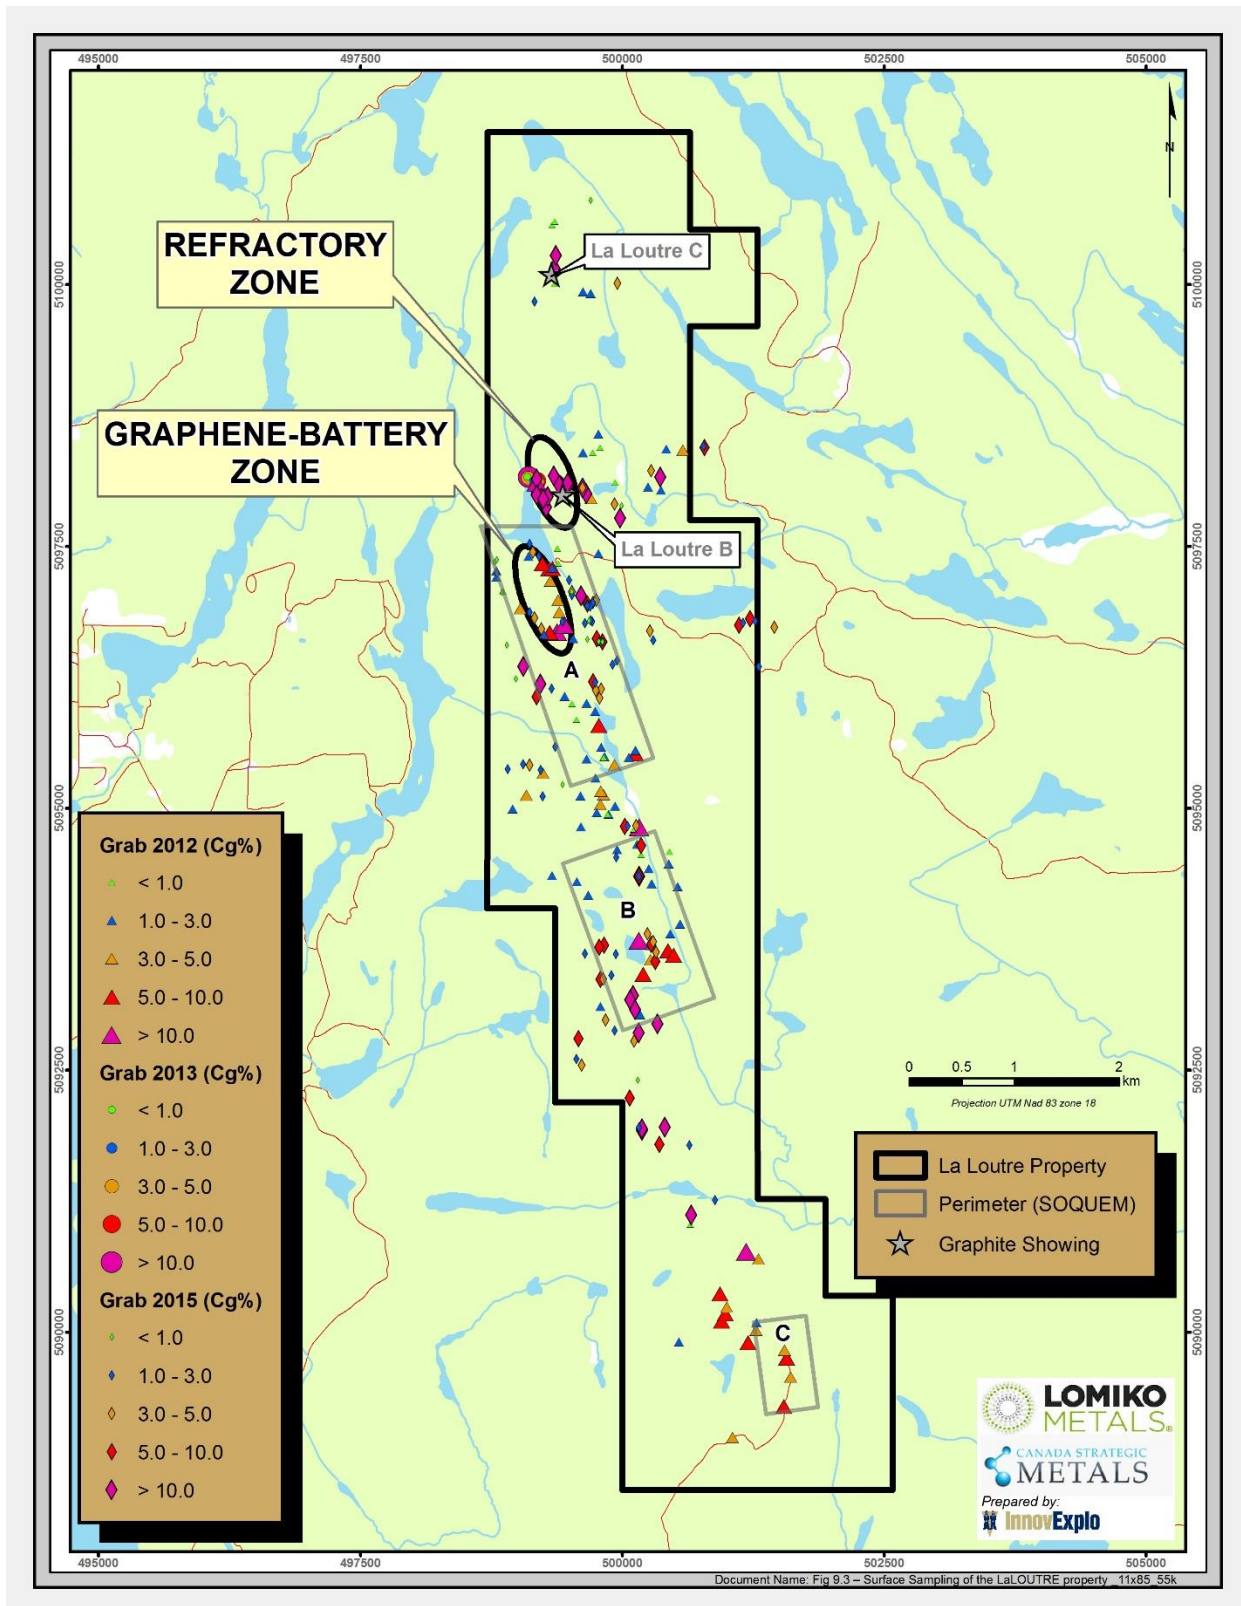 495000
497500
500000
502500
505000
N
REFRACTORY
ZONE
La Loutre C
5100000
5100000
GRAPHENE-BATTERY
ZONE
La Loutre B
5097500
5097500
A
5095000
5095000
Grab 2012 (Cg%)
< 1.0
1.0 - 3.0
3.0 - 5.0
5.0 - 10.0
> 10.0
Grab 2013 (Cg%)
< 1.0
1.0 - 3.0
3.0 - 5.0
5.0 - 10.0
> 10.0
Grab 2015 (Cg%)
< 1.0
1.0 - 3.0
3.0 - 5.0
5.0 - 10.0
> 10.0
B
5092500
5092500
0 0.5 1 2
km
Projection UTM Nad 83 zone 18
La Loutre Property
Perimeter (SOQUEM)
Graphite Showing
5090000
5090000
C
LOMIKO
METALS®
CANADA STRATEGIC
METALS
Prepared by:
InnovExplo
495000
497500
500000
502500
505000
Document Name: Fig 9.3 – Surface Sampling of the LaLOUTRE property _11x85_55k